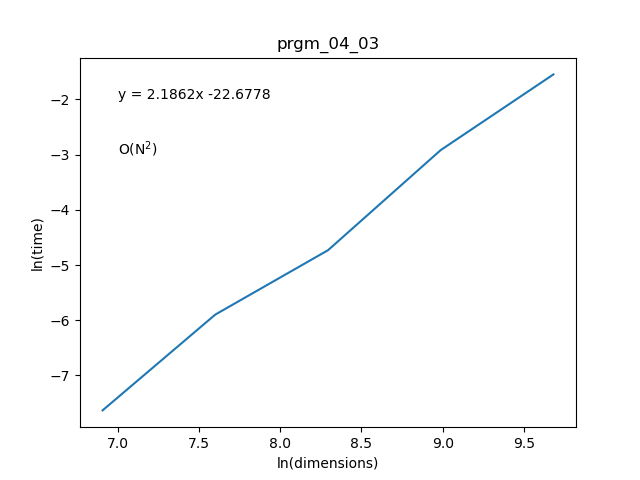 prgm_04_03
y = 2.1862x -22.6778
O(N²)
−2
−3
−4
−5
−6
−7
ln(time)
7.0 7.5 8.0 8.5 9.0 9.5
ln(dimensions)